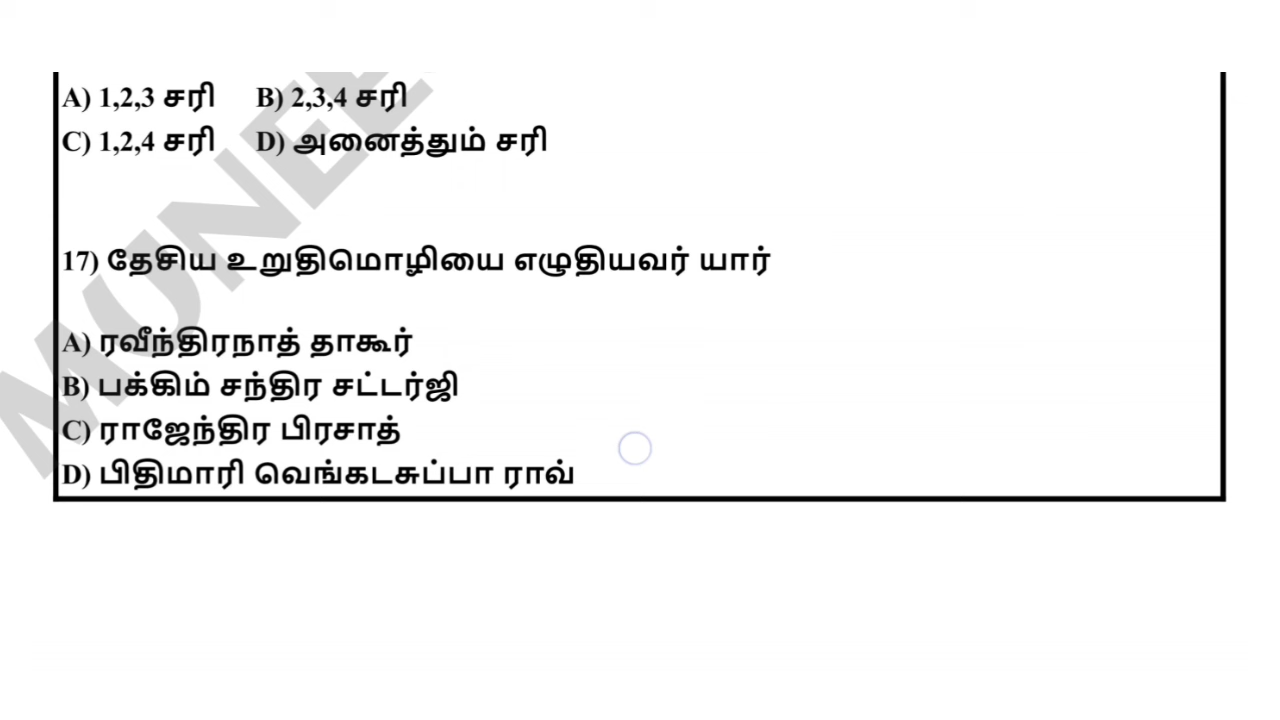 A) 1,2,3 சரி B) 2,3,4 சரி
C) 1,2,4 சரி D) அனைத்தும் சரி
17) தேசிய உறுதிமொழியை எழுதியவர் யார்
A) ரவீந்திரநாத் தாகூர்
B) பக்கிம் சந்திர சட்டர்ஜி
C) ராஜேந்திர பிரசாத்
D) பிதிமாரி வெங்கடசுப்பா ராவ்